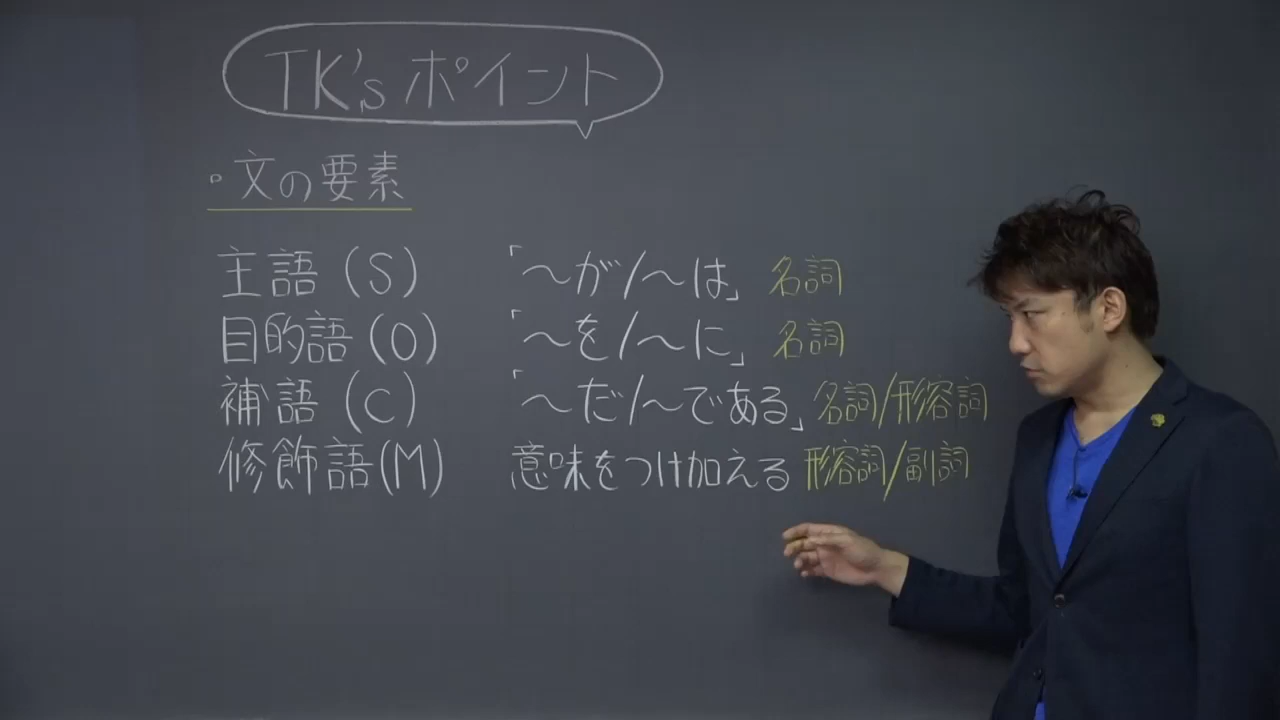 TK's ポイント
・文の要素
主語(S) 「～が/～は」 名詞
目的語(O) 「～を/～に」 名詞
補語(C) 「～だ/～である」 名詞/形容詞
修飾語(M) 意味をつけ加える 形容詞/副詞